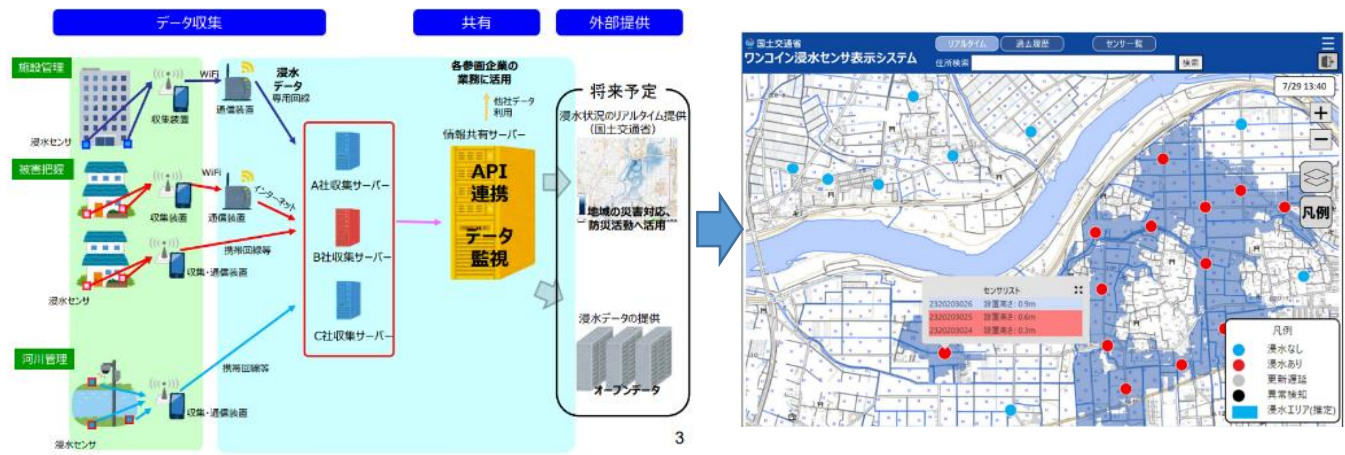 データ収集
共有
外部提供
施設管理
WiFi
収集装置
通信装置
浸水
データ
専用回線
浸水センサ
被害把握
WiFi
収集装置
通信装置
インターネット
携帯回線等
収集・通信装置
浸水センサ
河川管理
携帯回線等
収集・通信装置
浸水センサ
A社収集サーバー
B社収集サーバー
C社収集サーバー
各参画企業の
業務に活用
他社データ
利用
情報共有サーバー
API
連携
データ
監視
将来予定
浸水状況のリアルタイム提供
(国土交通省)
地域の災害対応、
防災活動へ活用
浸水データの提供
オープンデータ
3
国土交通省
ワンコイン浸水センサ表示システム
リアルタイム
過去履歴
センサ一覧
住所検索
検索
7/29 13:40
+
−
凡例
センサリスト
2320203026 設置高さ: 0.9m
2320203025 設置高さ: 0.6m
2320203024 設置高さ: 0.3m
凡例
浸水なし
浸水あり
更新遅延
異常検知
浸水エリア(推定)